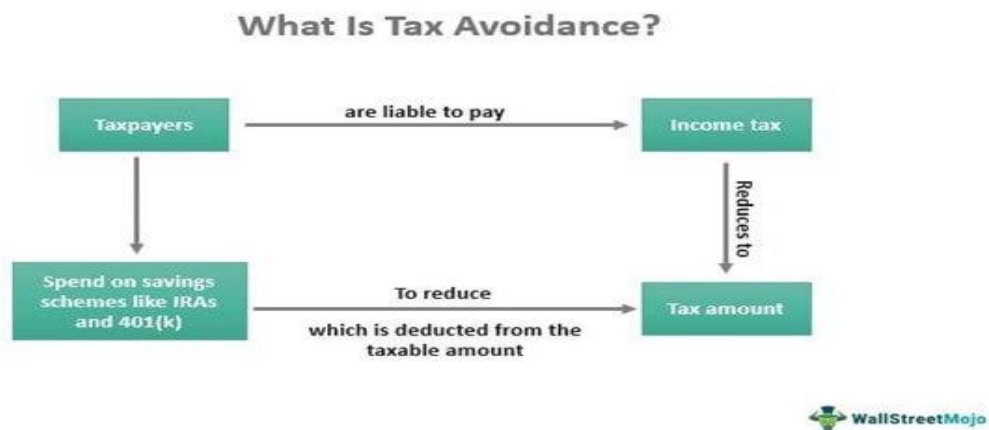 What Is Tax Avoidance?
Taxpayers
are liable to pay
Income tax
Reduces to
Spend on savings
schemes like IRAs
and 401(k)
To reduce
which is deducted from the
taxable amount
Tax amount
WallStreetMojo